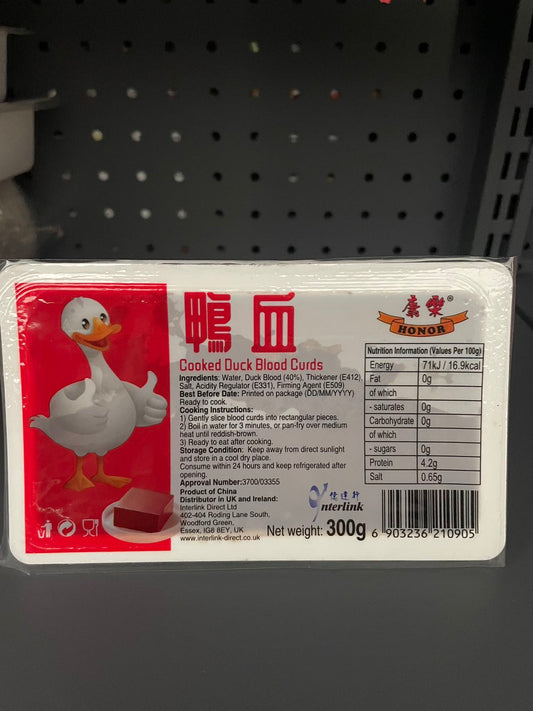 鸭血
Cooked Duck Blood Curds
Ingredients: Water, Duck Blood (40%), Thickener (E412),
Salt, Acidity Regulator (E331), Firming Agent (E509)
Best Before Date: Printed on package (DD/MM/YYYY)
Ready to cook.
Cooking Instructions:
1) Gently slice blood curds into rectangular pieces.
2) Boil in water for 3 minutes, or pan-fry over medium
heat until reddish-brown.
3) Ready to eat after cooking.
Storage Condition: Keep away from direct sunlight
and store in a cool dry place.
Consume within 24 hours and keep refrigerated after
opening.
Approval Number:3700/03355
Product of China
Distributor in UK and Ireland:
Interlink Direct Ltd
402-404 Roding Lane South,
Woodford Green,
Essex, IG8 8EY, UK
www.interlink-direct.co.uk
億達行
Ynterlink
Net weight: 300g
康樂®
HONOR
Nutrition Information (Values Per 100g)
Energy 71kJ / 16.9kcal
Fat 0g
of which
- saturates 0g
Carbohydrate 0g
of which
- sugars 0g
Protein 4.2g
Salt 0.65g
6 903236 210905